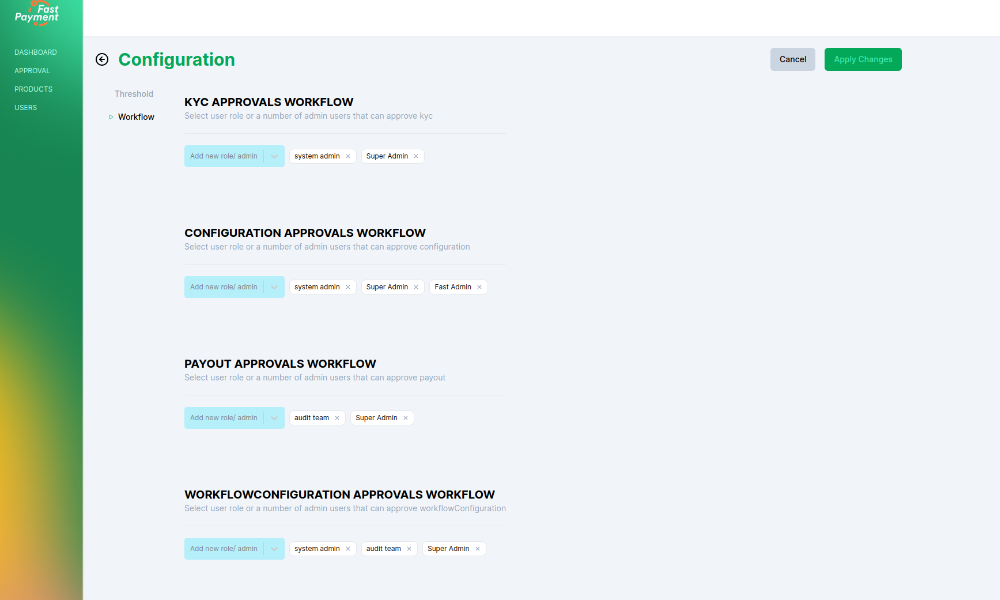 Fast
Payment
DASHBOARD
APPROVAL
PRODUCTS
USERS
Configuration
Cancel
Apply Changes
Threshold
Workflow
KYC APPROVALS WORKFLOW
Select user role or a number of admin users that can approve kyc
Add new role/ admin
system admin ×
Super Admin ×
CONFIGURATION APPROVALS WORKFLOW
Select user role or a number of admin users that can approve configuration
Add new role/ admin
system admin ×
Super Admin ×
Fast Admin ×
PAYOUT APPROVALS WORKFLOW
Select user role or a number of admin users that can approve payout
Add new role/ admin
audit team ×
Super Admin ×
WORKFLOWCONFIGURATION APPROVALS WORKFLOW
Select user role or a number of admin users that can approve workflowConfiguration
Add new role/ admin
system admin ×
audit team ×
Super Admin ×